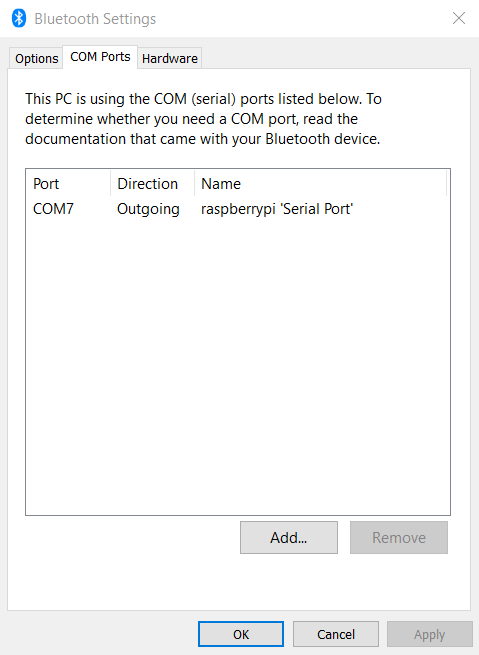 Bluetooth Settings
Options COM Ports Hardware
This PC is using the COM (serial) ports listed below. To
determine whether you need a COM port, read the
documentation that came with your Bluetooth device.
Port Direction Name
COM7 Outgoing raspberrypi 'Serial Port'
Add... Remove
OK Cancel Apply